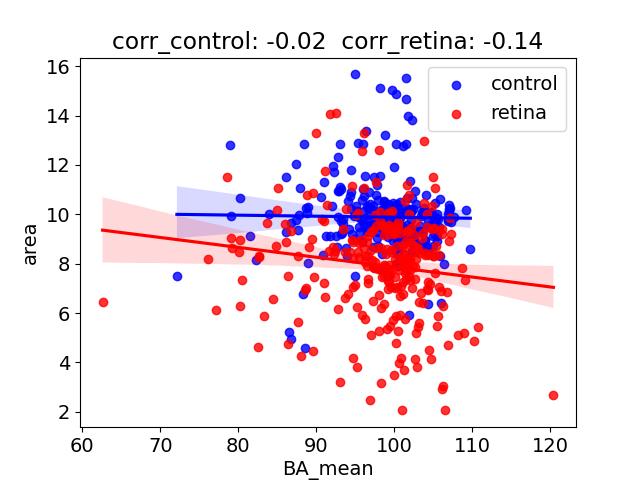 corr_control: -0.02  corr_retina: -0.14
control
retina
16
14
12
10
8
6
4
2
area
60 70 80 90 100 110 120
BA_mean